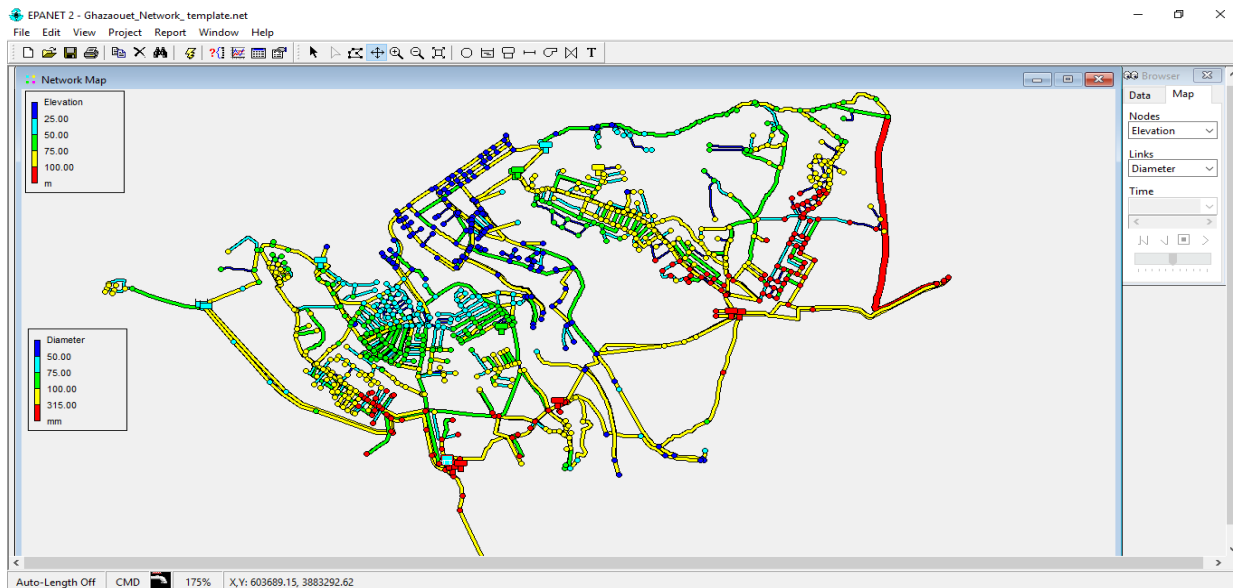 EPANET 2 - Ghazaouet_Network_ template.net
File Edit View Project Report Window Help
Network Map
Browser
Data Map
Elevation
25.00
50.00
75.00
100.00
m
Nodes
Elevation
Links
Diameter
Time
Diameter
50.00
75.00
100.00
315.00
mm
Auto-Length Off CMD 175% X,Y: 603689.15, 3883292.62